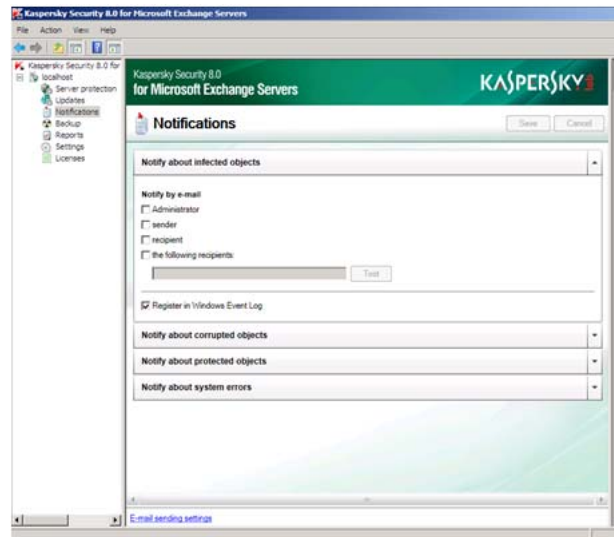 Kaspersky Security 8.0 for Microsoft Exchange Servers
File Action View Help
Kaspersky Security 8.0 for
localhost
Server protection
Updates
Notifications
Backup
Reports
Settings
Licenses
Kaspersky Security 8.0
for Microsoft Exchange Servers
KASPERSKY lab
Notifications
Save Cancel
Notify about infected objects
Notify by e-mail
Administrator
sender
recipient
the following recipients:
Test
Register in Windows Event Log
Notify about corrupted objects
Notify about protected objects
Notify about system errors
E-mail sending settings